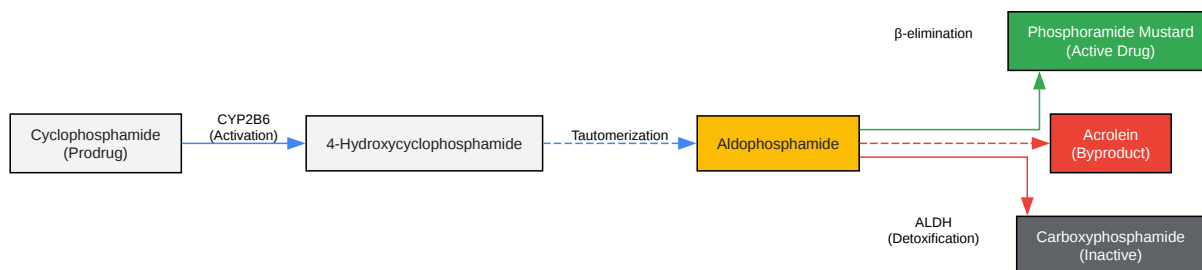 Cyclophosphamide
(Prodrug)
CYP2B6
(Activation)
4-Hydroxycyclophosphamide
Tautomerization
Aldophosphamide
β-elimination
Phosphoramide Mustard
(Active Drug)
Acrolein
(Byproduct)
ALDH
(Detoxification)
Carboxyphosphamide
(Inactive)